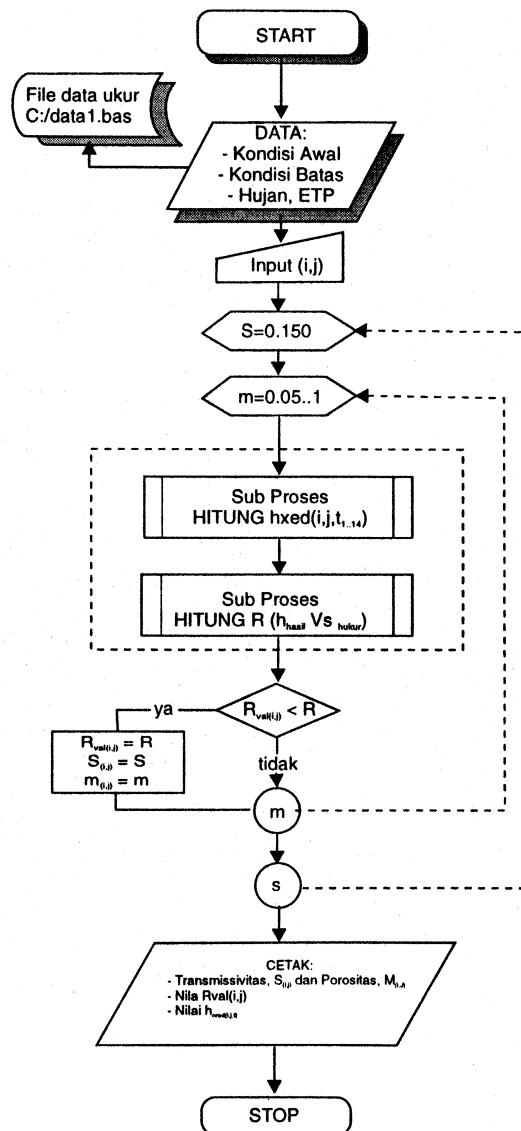 START
File data ukur
C:/data1.bas
DATA:
- Kondisi Awal
- Kondisi Batas
- Hujan, ETP
Input (i,j)
S=0.150
m=0.05..1
Sub Proses
HITUNG hxed(i,j,t1..14)
Sub Proses
HITUNG R (hhasil Vs hukur)
Rval(i,j) < R
ya
Rval(i,j) = R
S(i,j) = S
m(i,j) = m
tidak
m
s
CETAK:
- Transmissivitas, S(i,j) dan Porositas, M(i,j)
- Nila Rval(i,j)
- Nilai
STOP